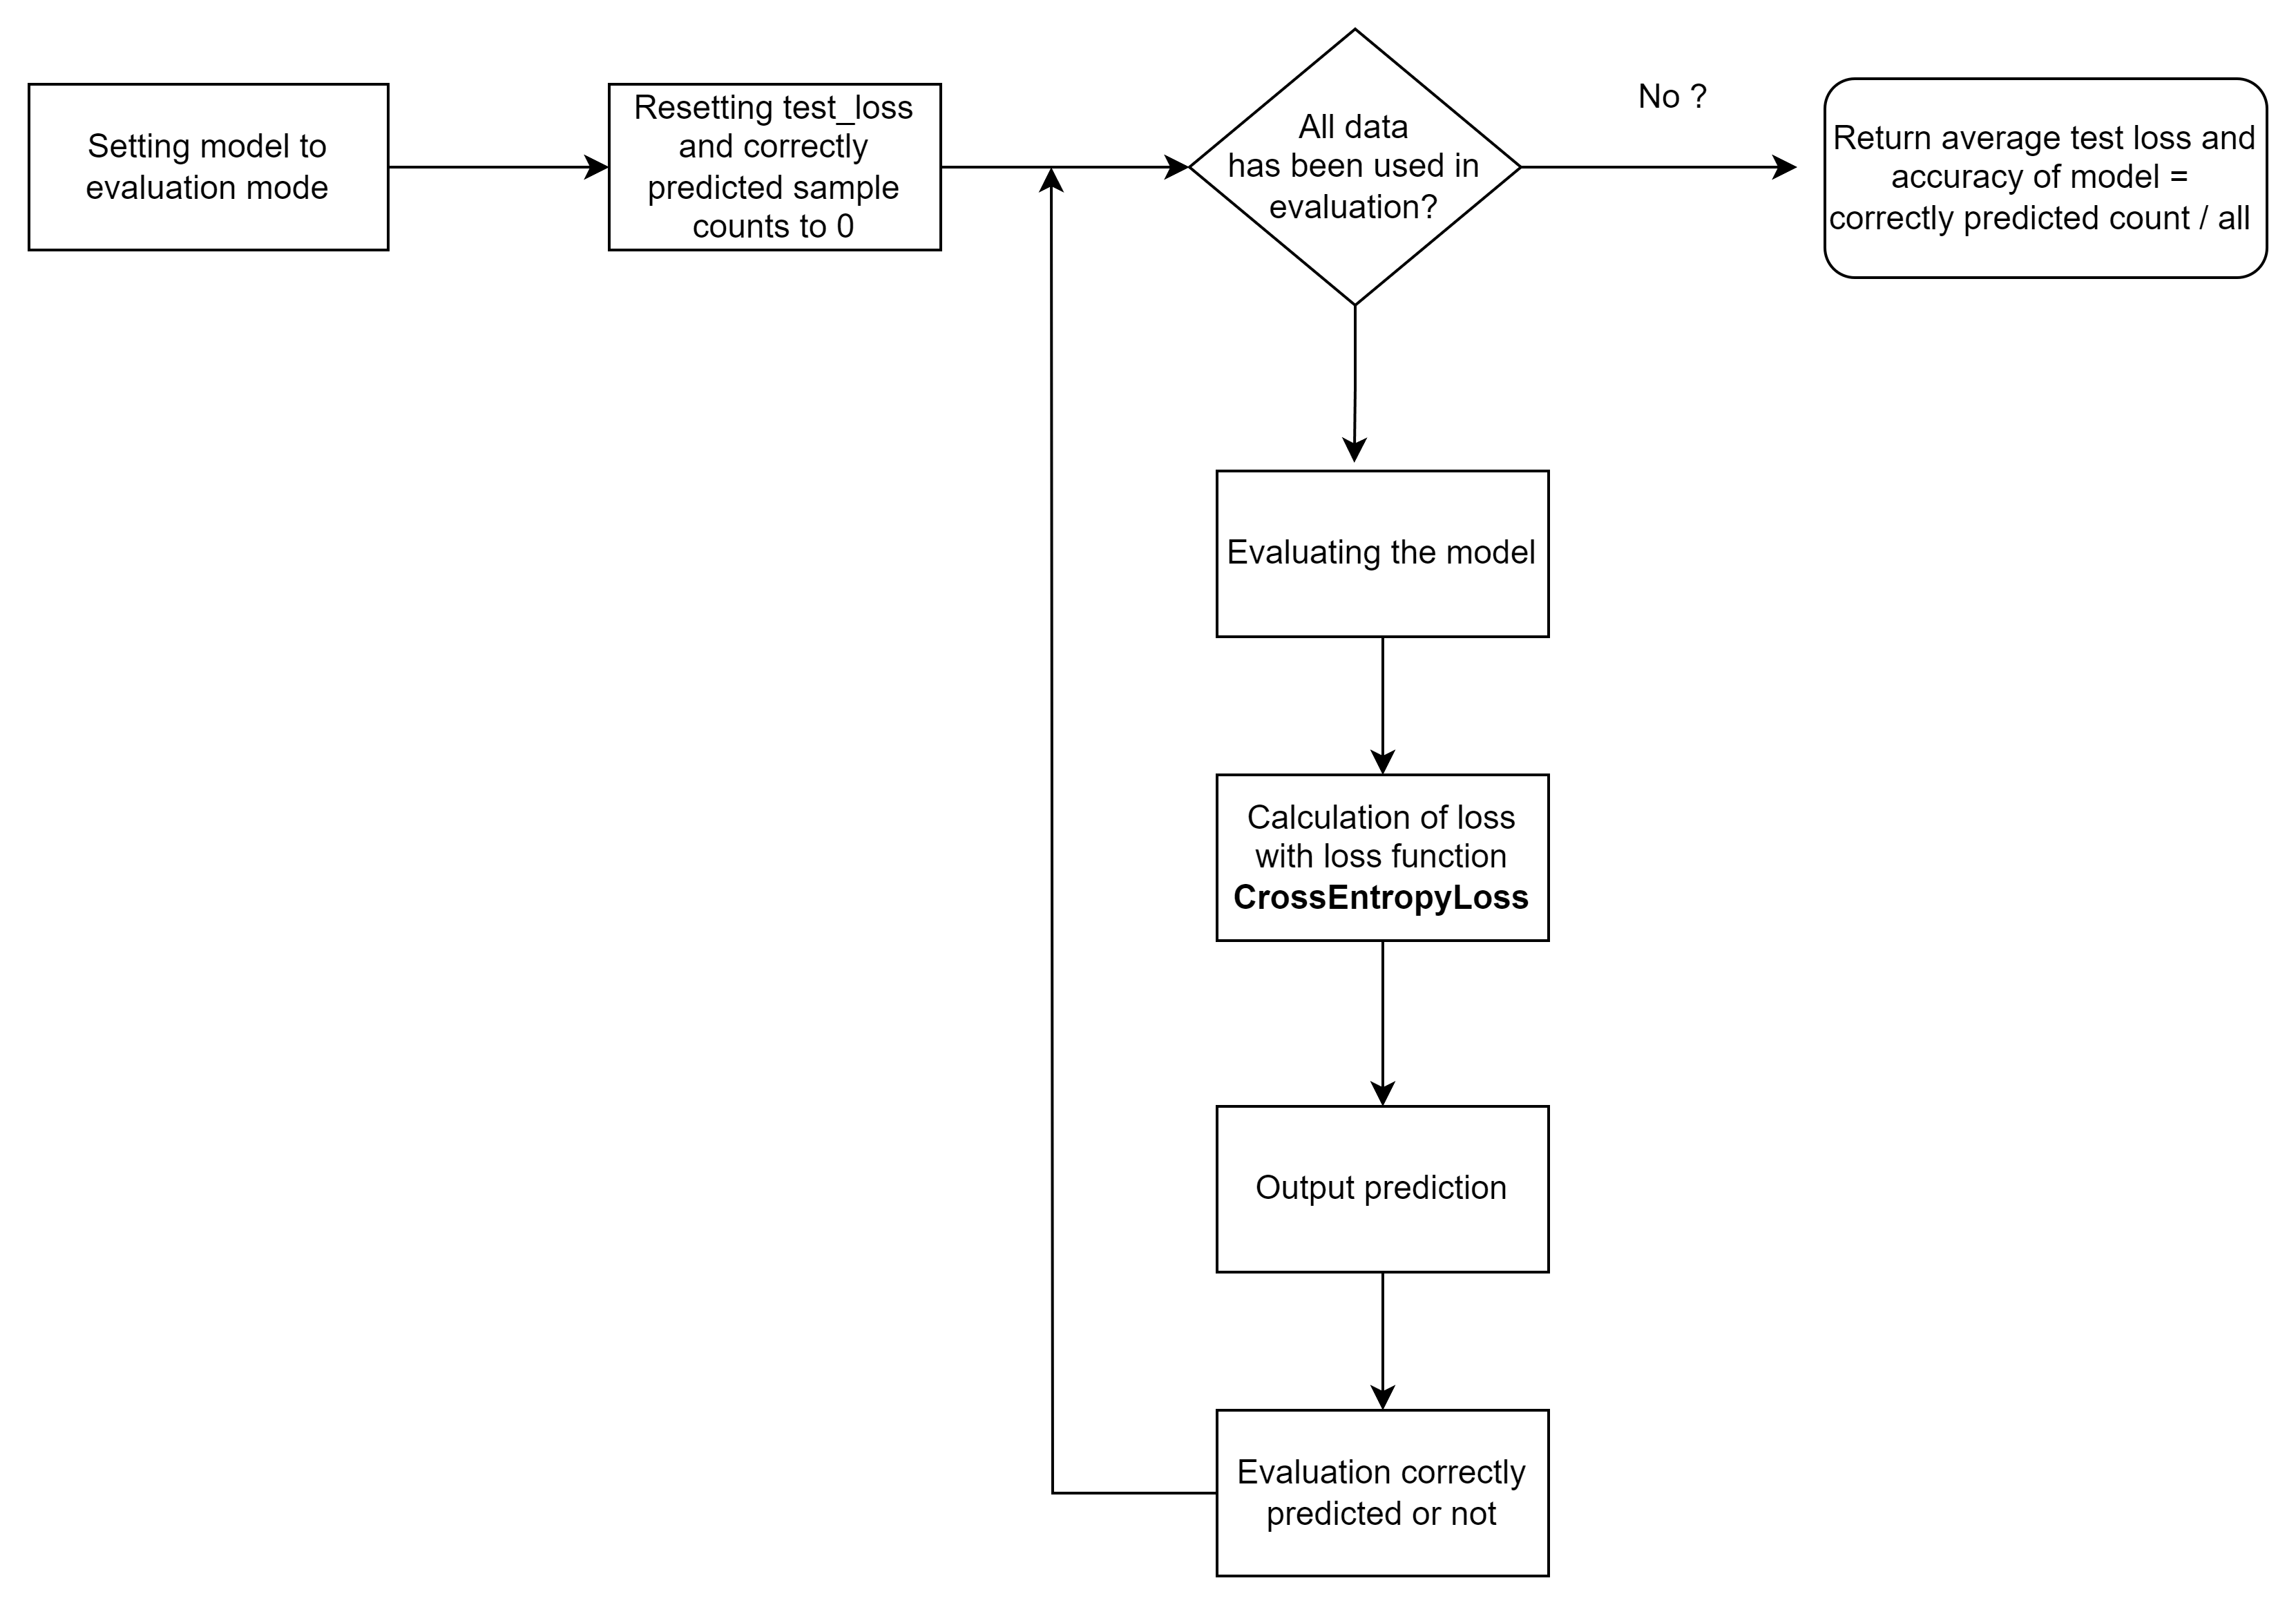 Setting model to
evaluation mode
Resetting test_loss
and correctly
predicted sample
counts to 0
All data
has been used in
evaluation?
No ?
Return average test loss and
accuracy of model =
correctly predicted count / all
Evaluating the model
Calculation of loss
with loss function
CrossEntropyLoss
Output prediction
Evaluation correctly
predicted or not